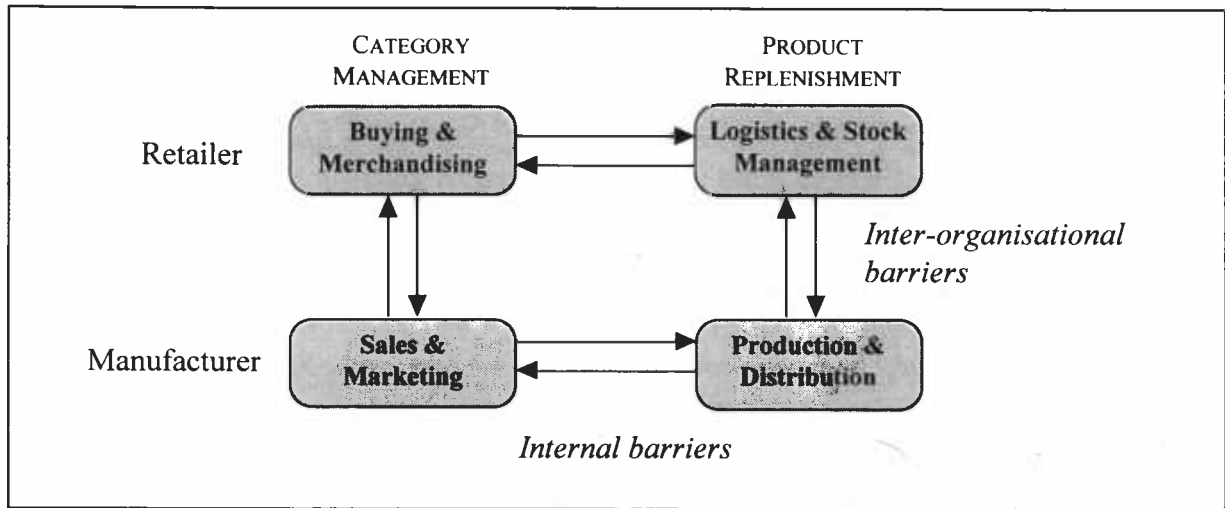 CATEGORY
MANAGEMENT
PRODUCT
REPLENISHMENT
Retailer
Buying &
Merchandising
Logistics & Stock
Management
Inter-organisational
barriers
Manufacturer
Sales &
Marketing
Production &
Distribution
Internal barriers